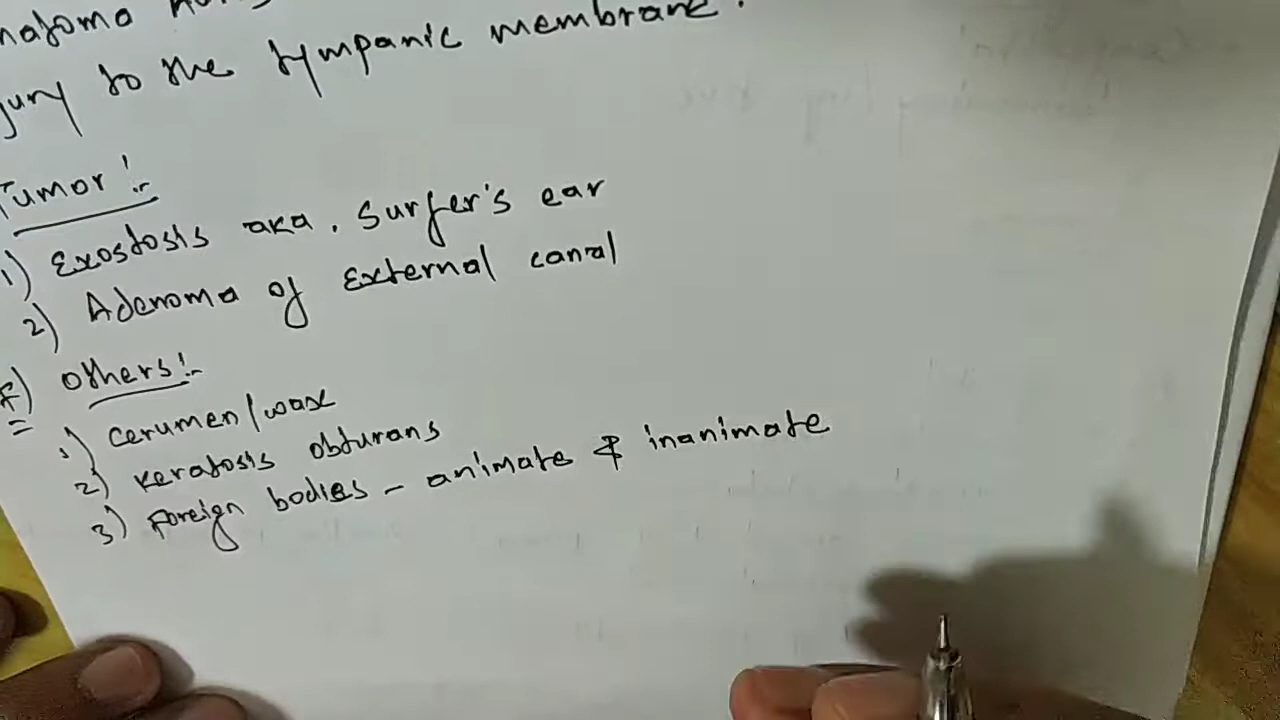 jury to the tympanic membrane.
Tumor:-
1) Exostosis aka. Surfer's ear
2) Adenoma of External canal
F) Others:-
1) Cerumen/wax
2) Keratosis obturans
3) Foreign bodies - animate & inanimate